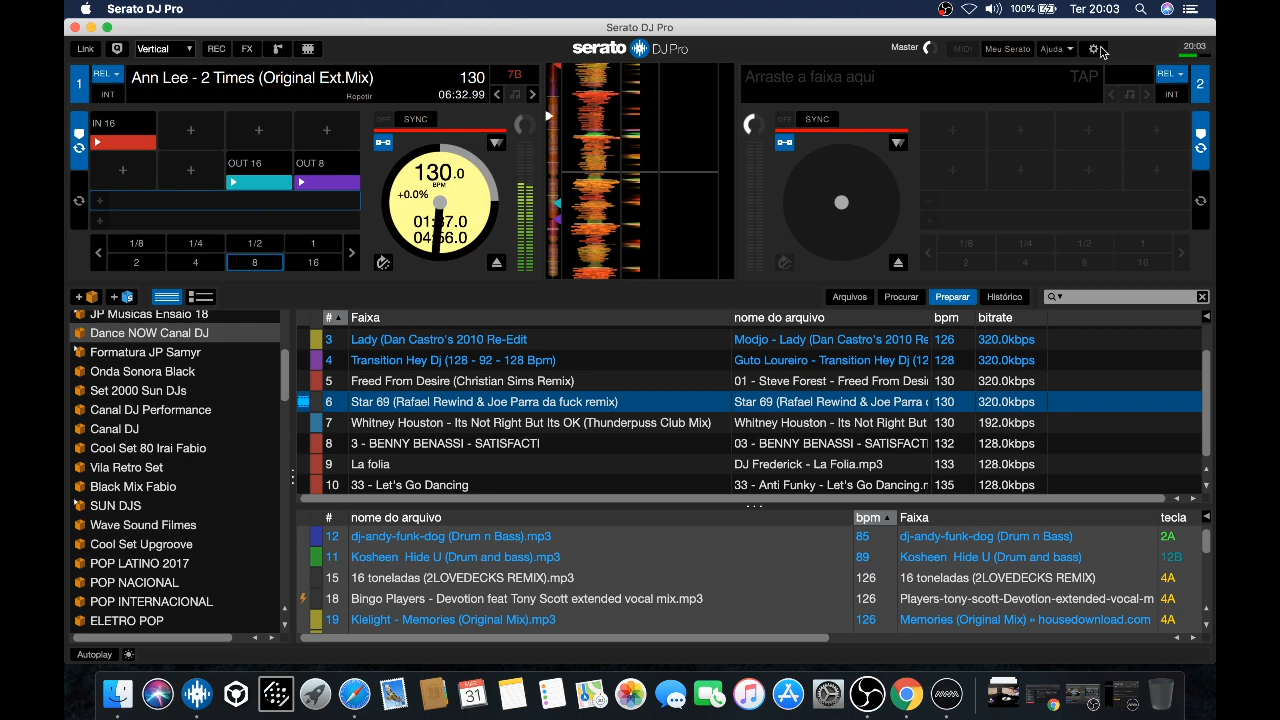 Serato DJ Pro
100%
Ter 20:03
Serato DJ Pro
Link
Vertical
REC
FX
serato DJ Pro
Master
MIDI
Meu Serato
Ajuda
20:03
1
REL
INT
Ann Lee - 2 Times (Original Ext.Mix)
130
7B
Repetir
06:32.99
Arraste a faixa aqui
TAP
REL
INT
2
IN 16
OUT 16
OUT 8
OFF
SYNC
130.0
BPM
+0.0%
04:56.0
OFF
SYNC
1/8 1/4 1/2 1
2 4 8 16
1/8 1/4 1/2 1
2 4 8 16
Arquivos
Procurar
Preparar
Histórico
JP Musicas Ensaio 18
Dance NOW Canal DJ
Formatura JP Samyr
Onda Sonora Black
Set 2000 Sun DJs
Canal DJ Performance
Canal DJ
Cool Set 80 Irai Fabio
Vila Retro Set
Black Mix Fabio
SUN DJS
Wave Sound Filmes
Cool Set Upgroove
POP LATINO 2017
POP NACIONAL
POP INTERNACIONAL
ELETRO POP
# Faixa nome do arquivo bpm bitrate
3 Lady (Dan Castro's 2010 Re-Edit Modjo - Lady (Dan Castro's 2010 Re 126 320.0kbps
4 Transition Hey Dj (128 - 92 - 128 Bpm) Guto Loureiro - Transition Hey Dj (12 128 320.0kbps
5 Freed From Desire (Christian Sims Remix) 01 - Steve Forest - Freed From Desi 130 320.0kbps
6 Star 69 (Rafael Rewind & Joe Parra da fuck remix) Star 69 (Rafael Rewind & Joe Parra 130 320.0kbps
7 Whitney Houston - Its Not Right But Its OK (Thunderpuss Club Mix) Whitney Houston - Its Not Right But 130 192.0kbps
8 3 - BENNY BENASSI - SATISFACTI 03 - BENNY BENASSI - SATISFACT 132 128.0kbps
9 La folia DJ Frederick - La Folia.mp3 133 128.0kbps
10 33 - Let's Go Dancing 33 - Anti Funky - Let's Go Dancing.r 130 128.0kbps
# nome do arquivo bpm Faixa tecla
12 dj-andy-funk-dog (Drum n Bass).mp3 85 dj-andy-funk-dog (Drum n Bass) 2A
11 Kosheen Hide U (Drum and bass).mp3 89 Kosheen Hide U (Drum and bass) 12B
15 16 toneladas (2LOVEDECKS REMIX).mp3 126 16 toneladas (2LOVEDECKS REMIX) 4A
18 Bingo Players - Devotion feat Tony Scott extended vocal mix.mp3 126 Players-tony-scott-Devotion-extended-vocal-m 4A
19 Klelight - Memories (Original Mix).mp3 126 Memories (Original Mix) » housedownload.com 4A
Autoplay
31